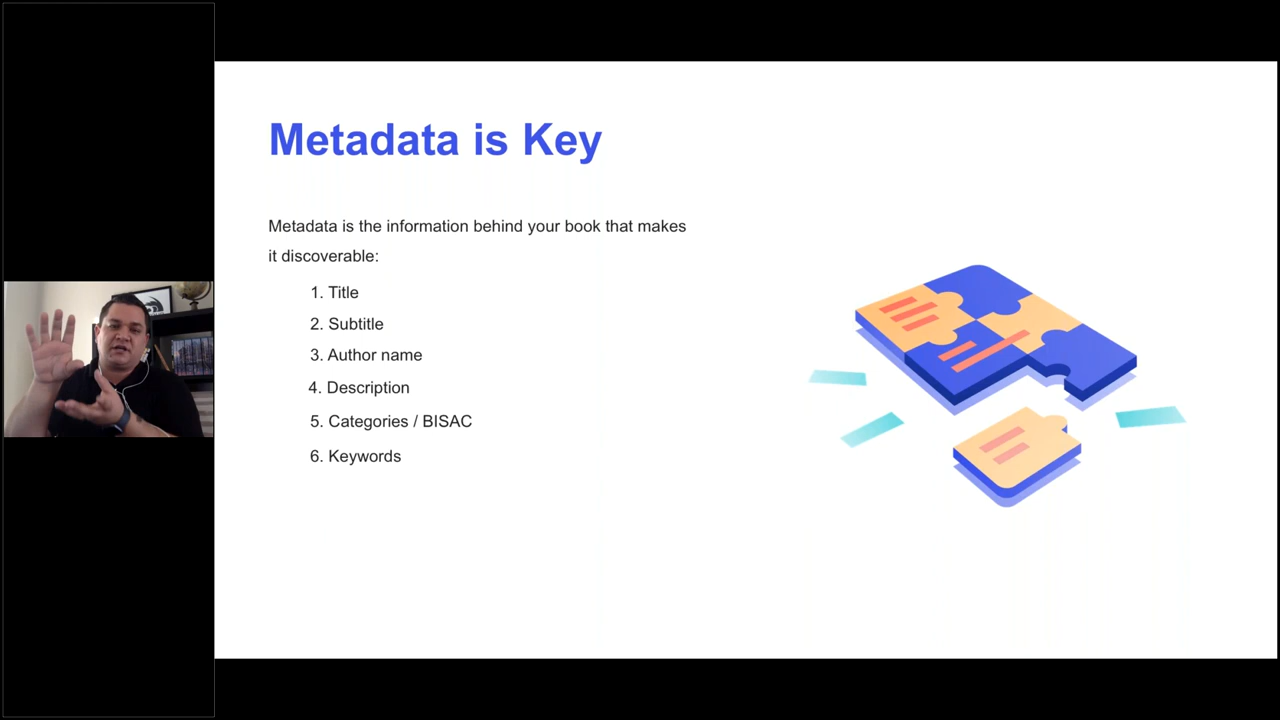 Metadata is Key
Metadata is the information behind your book that makes
it discoverable:
1. Title
2. Subtitle
3. Author name
4. Description
5. Categories / BISAC
6. Keywords